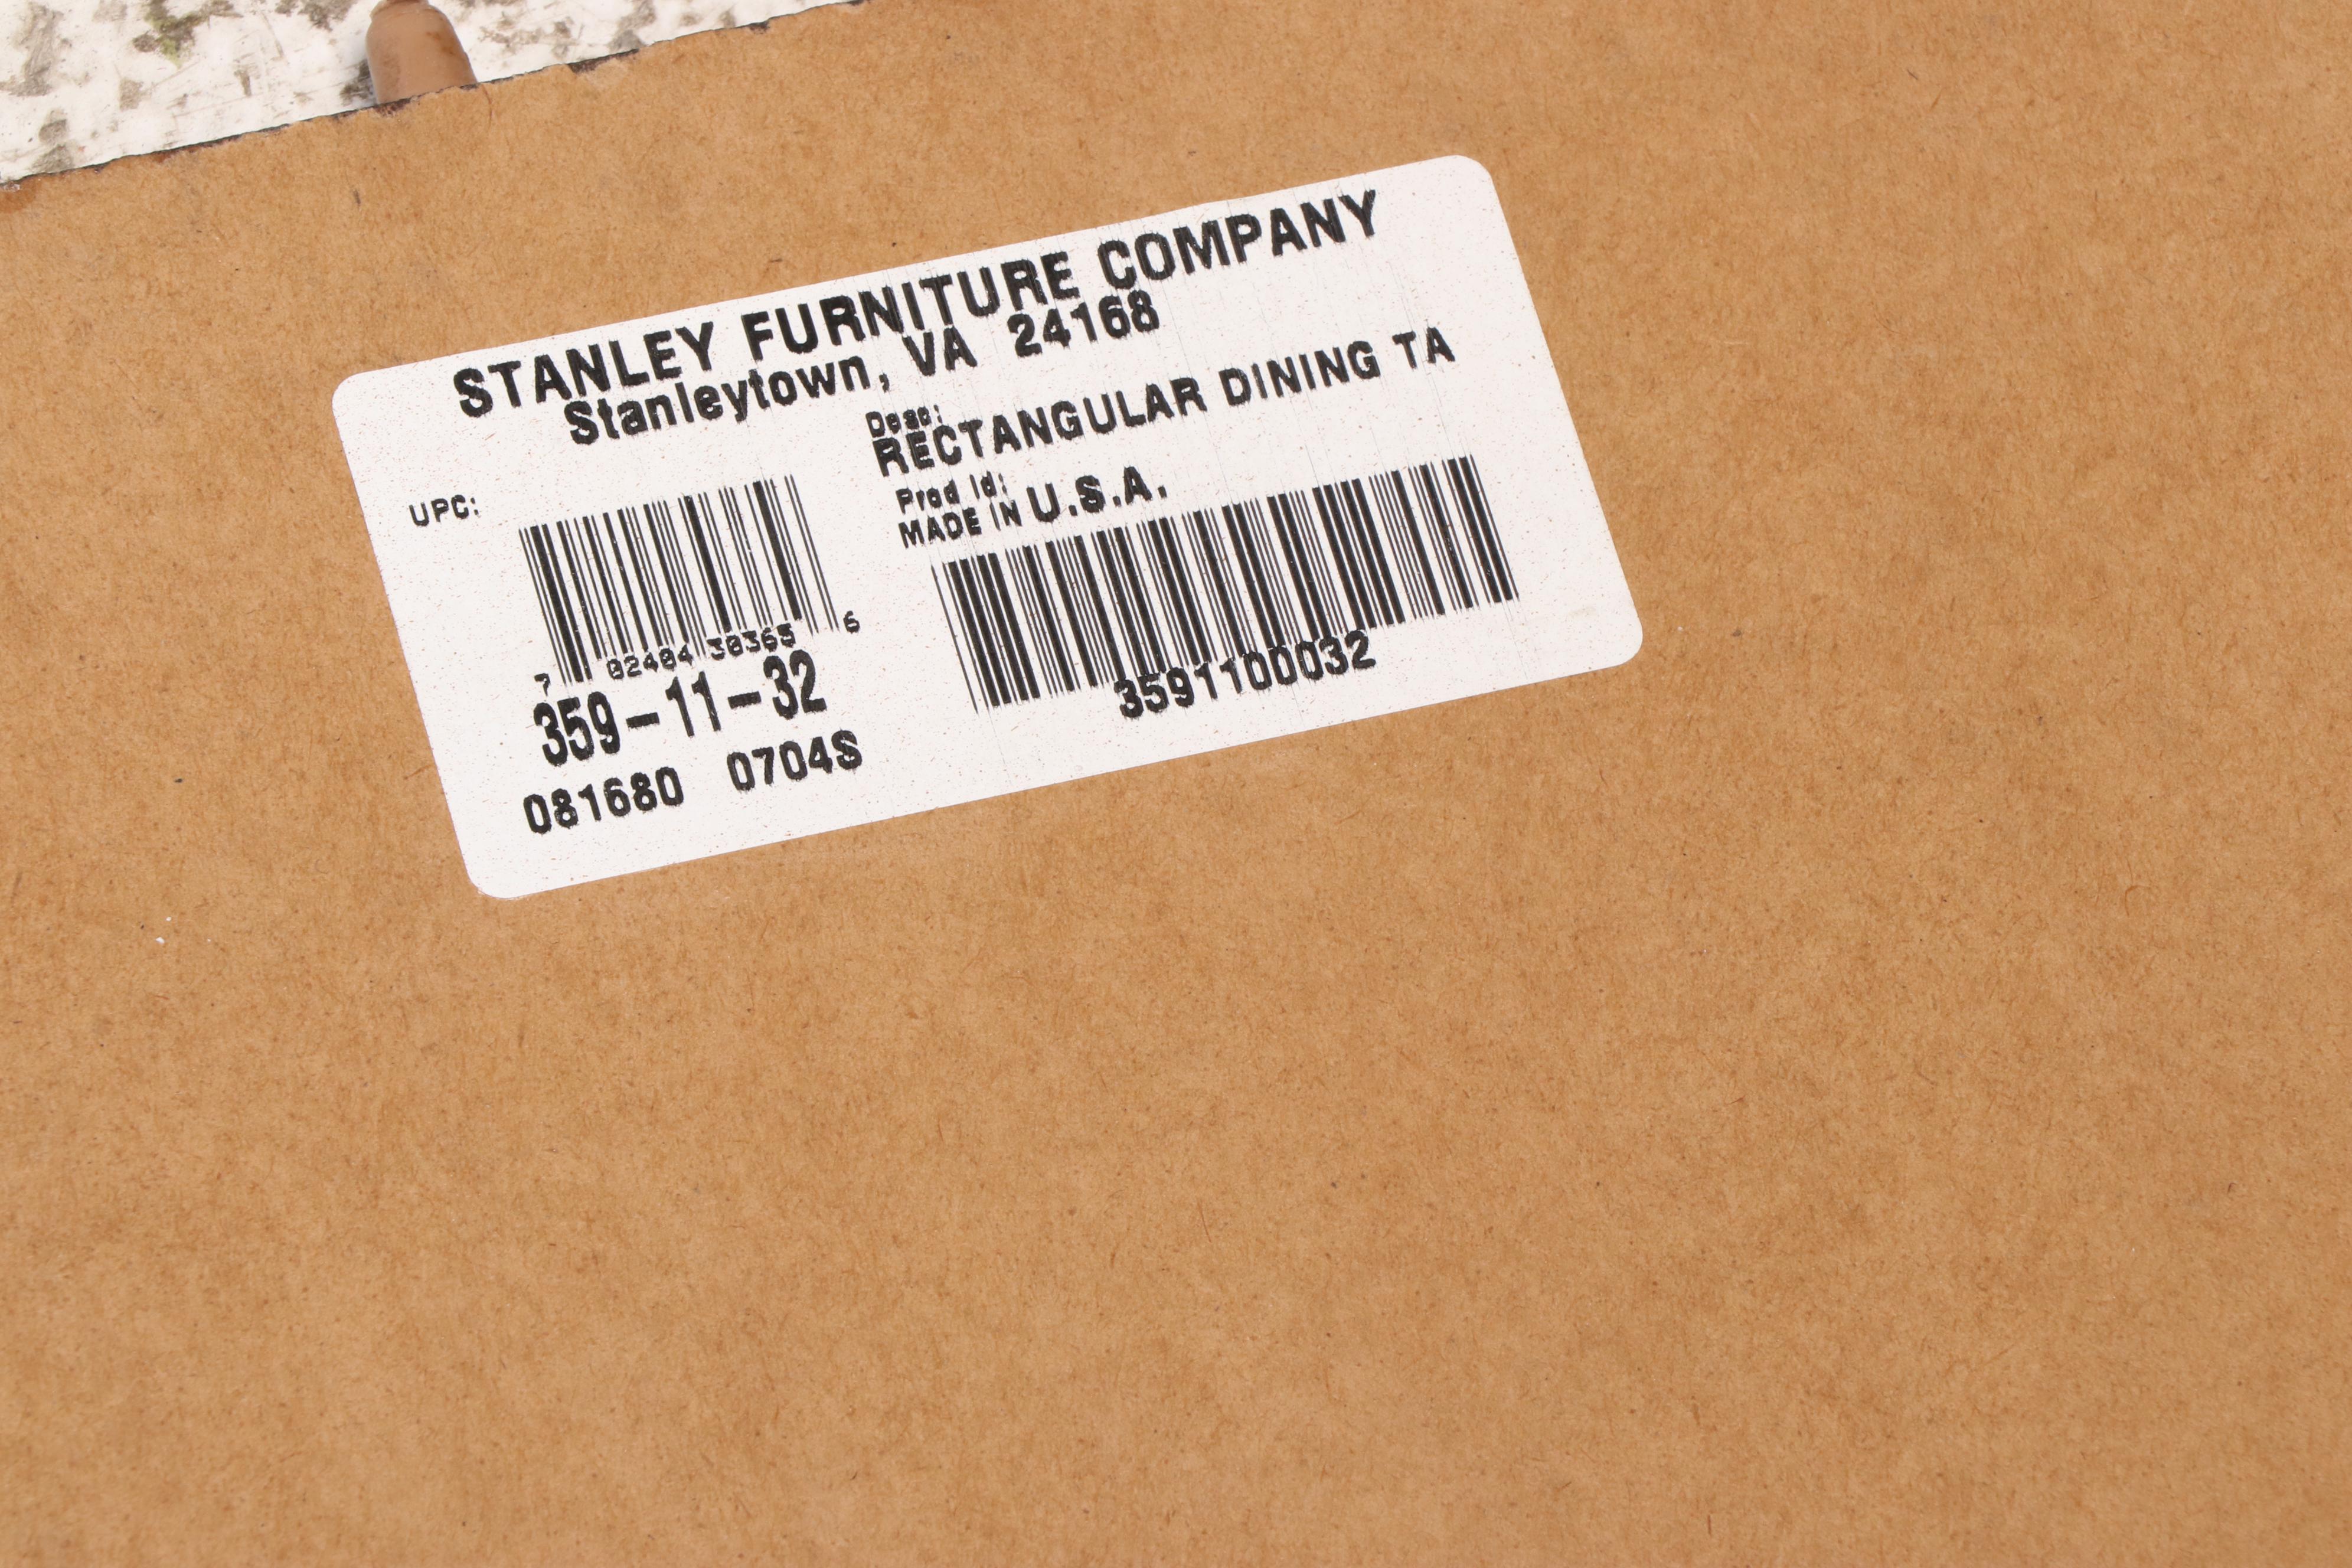 STANLEY FURNITURE COMPANY
Stanleytown, VA 24168
Desc:
RECTANGULAR DINING TA
UPC:
Prod Id:
MADE IN U.S.A.
7 02404 30365 6
359-11-32
3591100032
081680 0704S